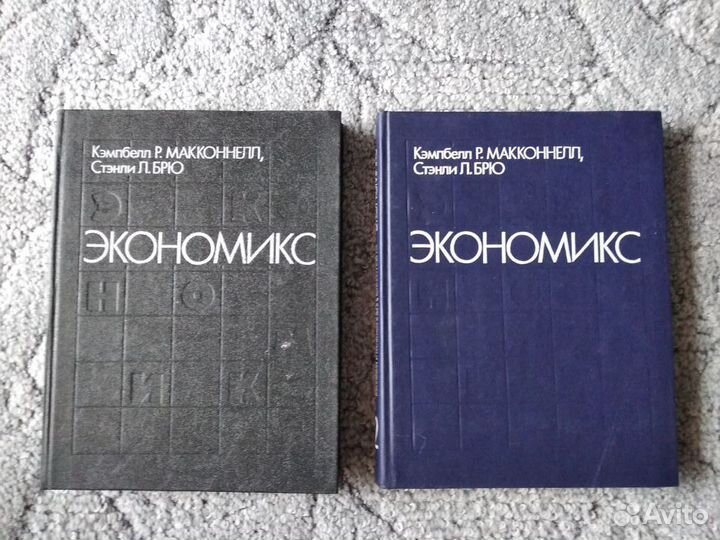 Кэмпбелл Р. МАККОННЕЛЛ,
Стэнли Л. БРЮ
Э К
ЭКОНОМИКС
Н О
И К
Кэмпбелл Р. МАККОННЕЛЛ,
Стэнли Л. БРЮ
ЭКОНОМИКС
Avito